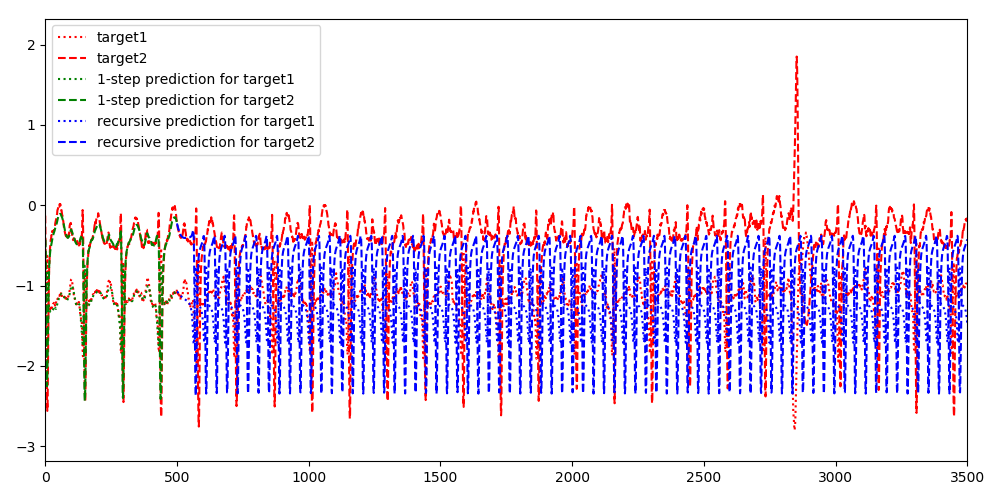 target1
target2
1-step prediction for target1
1-step prediction for target2
recursive prediction for target1
recursive prediction for target2
2
1
0
−1
−2
−3
0 500 1000 1500 2000 2500 3000 3500